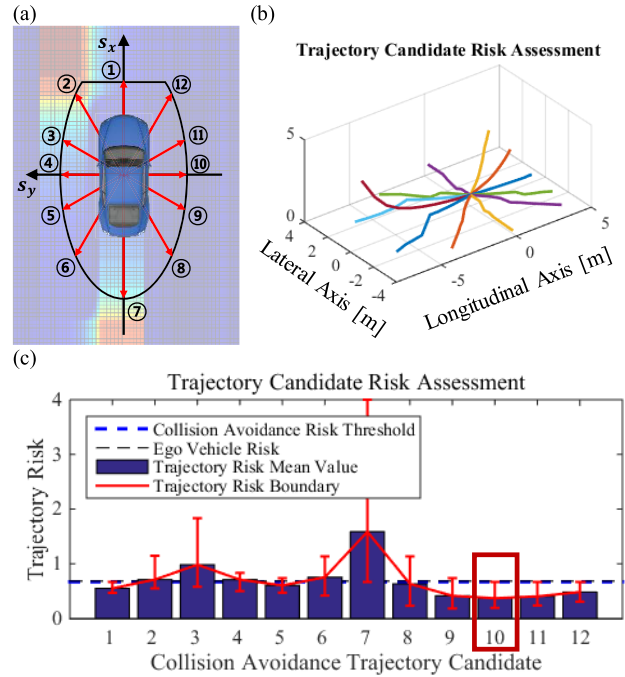 (a)
s_x
①
②
⑫
③
⑪
④
⑩
s_y
⑤
⑨
⑥
⑧
⑦
(b)
Trajectory Candidate Risk Assessment
5
0
4
2
0
-2
-4
-5
0
5
Lateral Axis [m]
Longitudinal Axis [m]
(c)
Trajectory Candidate Risk Assessment
Trajectory Risk
4
3
2
1
0
Collision Avoidance Risk Threshold
Ego Vehicle Risk
Trajectory Risk Mean Value
Trajectory Risk Boundary
1 2 3 4 5 6 7 8 9 10 11 12
Collision Avoidance Trajectory Candidate